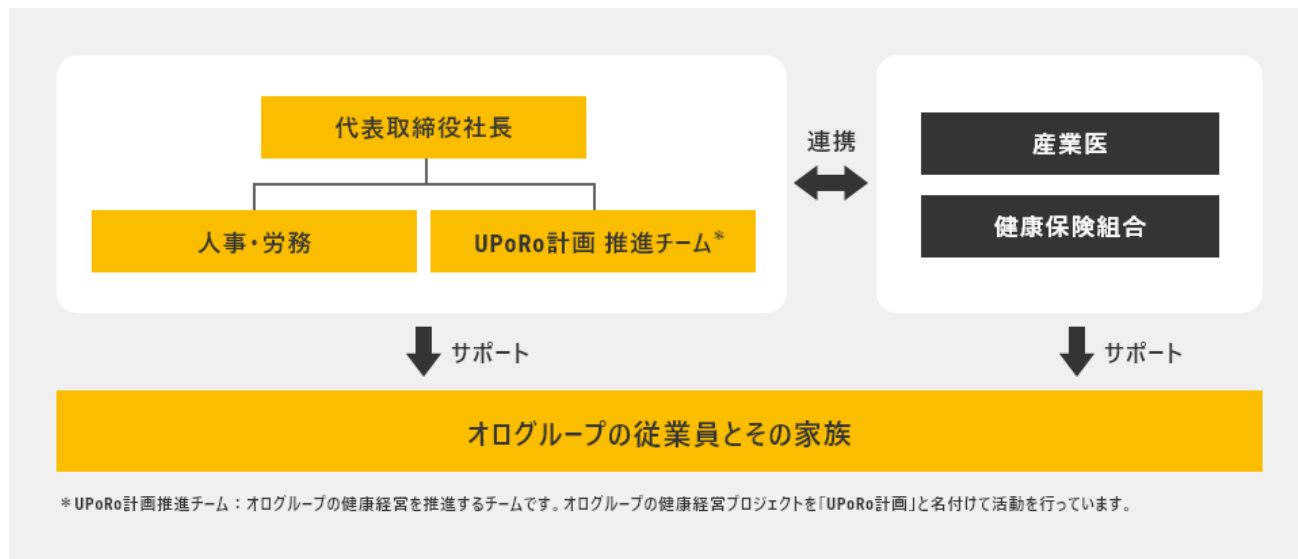 代表取締役社長
連携
産業医
人事・労務
UPoRo計画 推進チーム*
健康保険組合
サポート
サポート
オログループの従業員とその家族
*UPoRo計画推進チーム：オログループの健康経営を推進するチームです。オログループの健康経営プロジェクトを「UPoRo計画」と名付けて活動を行っています。